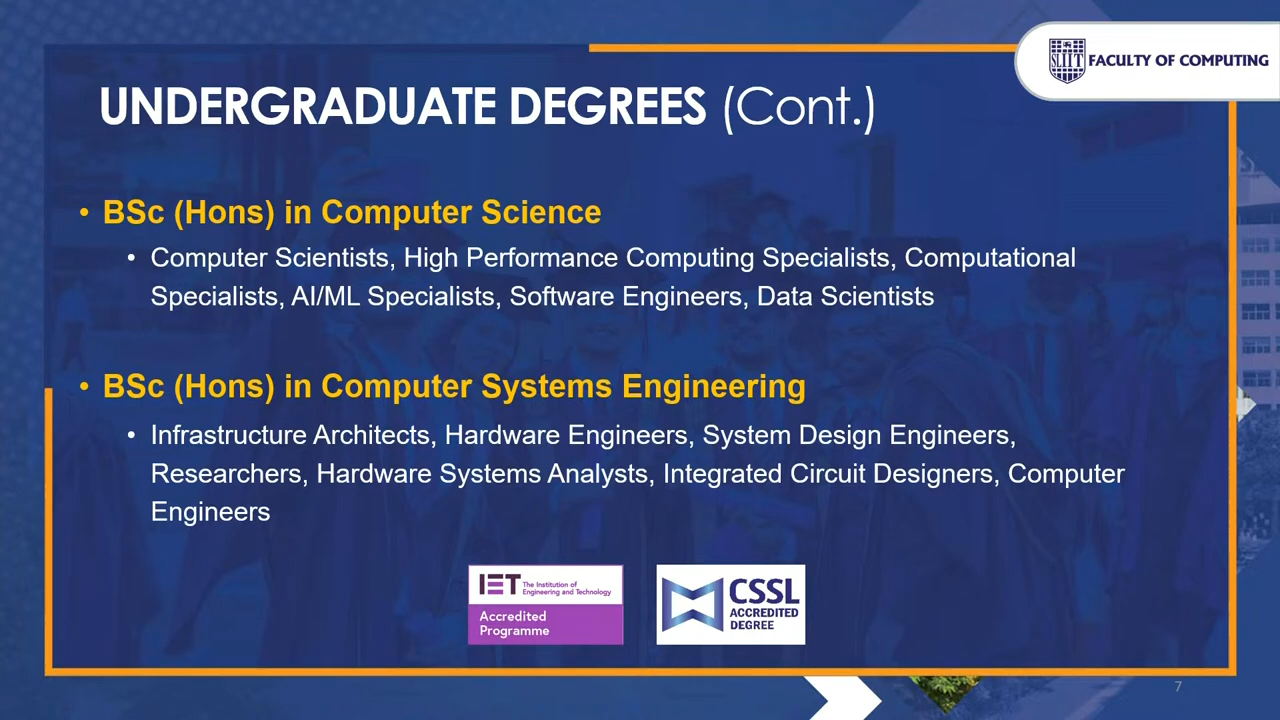 SLIIT FACULTY OF COMPUTING
UNDERGRADUATE DEGREES (Cont.)
• BSc (Hons) in Computer Science
• Computer Scientists, High Performance Computing Specialists, Computational
Specialists, AI/ML Specialists, Software Engineers, Data Scientists
• BSc (Hons) in Computer Systems Engineering
• Infrastructure Architects, Hardware Engineers, System Design Engineers,
Researchers, Hardware Systems Analysts, Integrated Circuit Designers, Computer
Engineers
IET The Institution of
Engineering and Technology
Accredited
Programme
CSSL
ACCREDITED
DEGREE
7